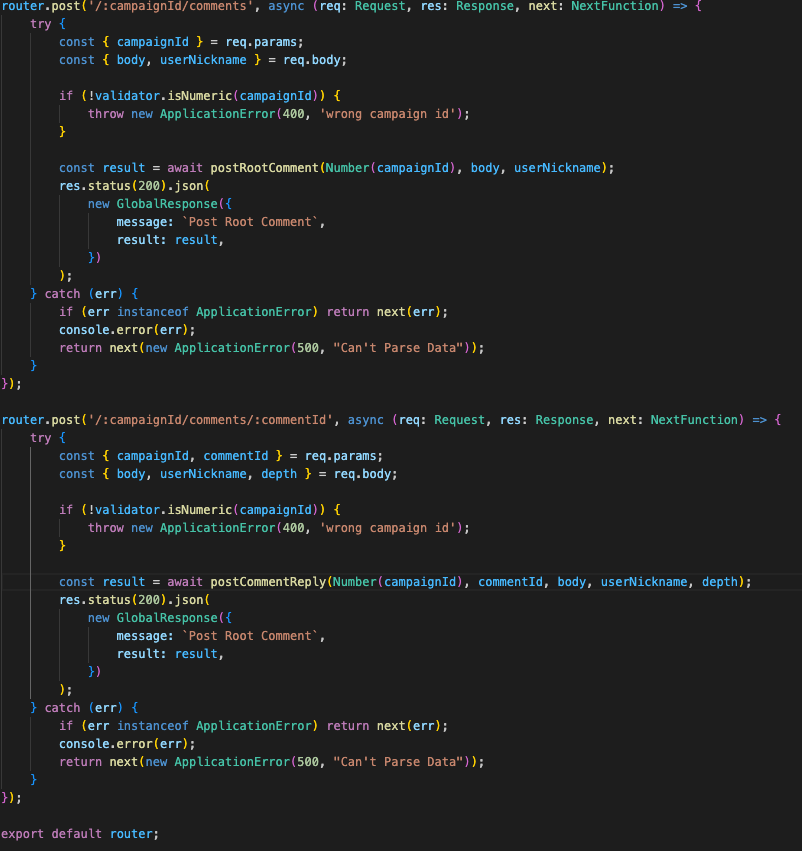 router.post('/:campaignId/comments', async (req: Request, res: Response, next: NextFunction) => {
    try {
        const { campaignId } = req.params;
        const { body, userNickname } = req.body;

        if (!validator.isNumeric(campaignId)) {
            throw new ApplicationError(400, 'wrong campaign id');
        }

        const result = await postRootComment(Number(campaignId), body, userNickname);
        res.status(200).json(
            new GlobalResponse({
                message: `Post Root Comment`,
                result: result,
            })
        );
    } catch (err) {
        if (err instanceof ApplicationError) return next(err);
        console.error(err);
        return next(new ApplicationError(500, "Can't Parse Data"));
    }
});

router.post('/:campaignId/comments/:commentId', async (req: Request, res: Response, next: NextFunction) => {
    try {
        const { campaignId, commentId } = req.params;
        const { body, userNickname, depth } = req.body;

        if (!validator.isNumeric(campaignId)) {
            throw new ApplicationError(400, 'wrong campaign id');
        }

        const result = await postCommentReply(Number(campaignId), commentId, body, userNickname, depth);
        res.status(200).json(
            new GlobalResponse({
                message: `Post Root Comment`,
                result: result,
            })
        );
    } catch (err) {
        if (err instanceof ApplicationError) return next(err);
        console.error(err);
        return next(new ApplicationError(500, "Can't Parse Data"));
    }
});

export default router;